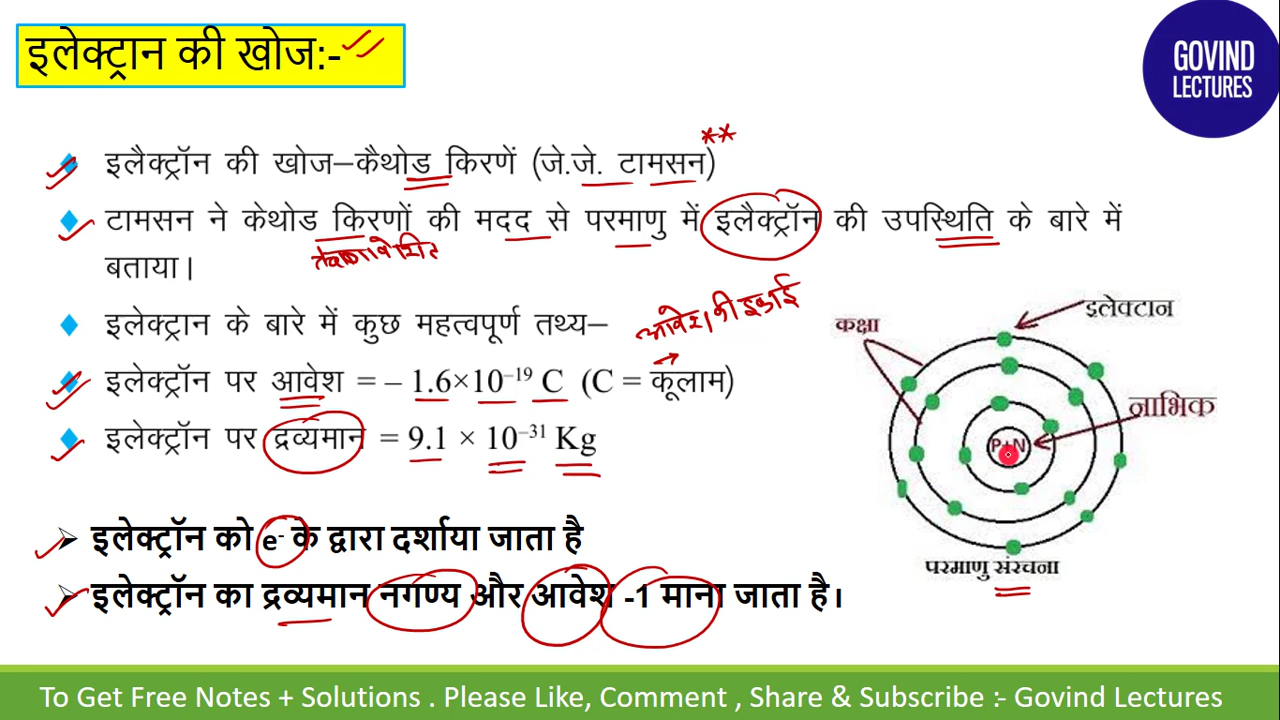 इलेक्ट्रान की खोज:-
GOVIND
LECTURES
इलैक्ट्रॉन की खोज–कैथोड किरणें (जे.जे. टामसन)**
टामसन ने केथोड किरणों की मदद से परमाणु में इलैक्ट्रॉन की उपस्थिति के बारे में
बताया।
इलेक्ट्रान के बारे में कुछ महत्वपूर्ण तथ्य–
आवेश की इकाई
इलेक्ट्रॉन पर आवेश = – 1.6×10⁻¹⁹ C (C = कूलाम)
इलेक्ट्रॉन पर द्रव्यमान = 9.1 × 10⁻³¹ Kg
इलेक्ट्रॉन को e⁻ के द्वारा दर्शाया जाता है
इलेक्ट्रॉन का द्रव्यमान नगण्य और आवेश -1 माना जाता है।
इलेक्टान
कक्षा
नाभिक
P+N
परमाणु संरचना
To Get Free Notes + Solutions . Please Like, Comment , Share & Subscribe :- Govind Lectures